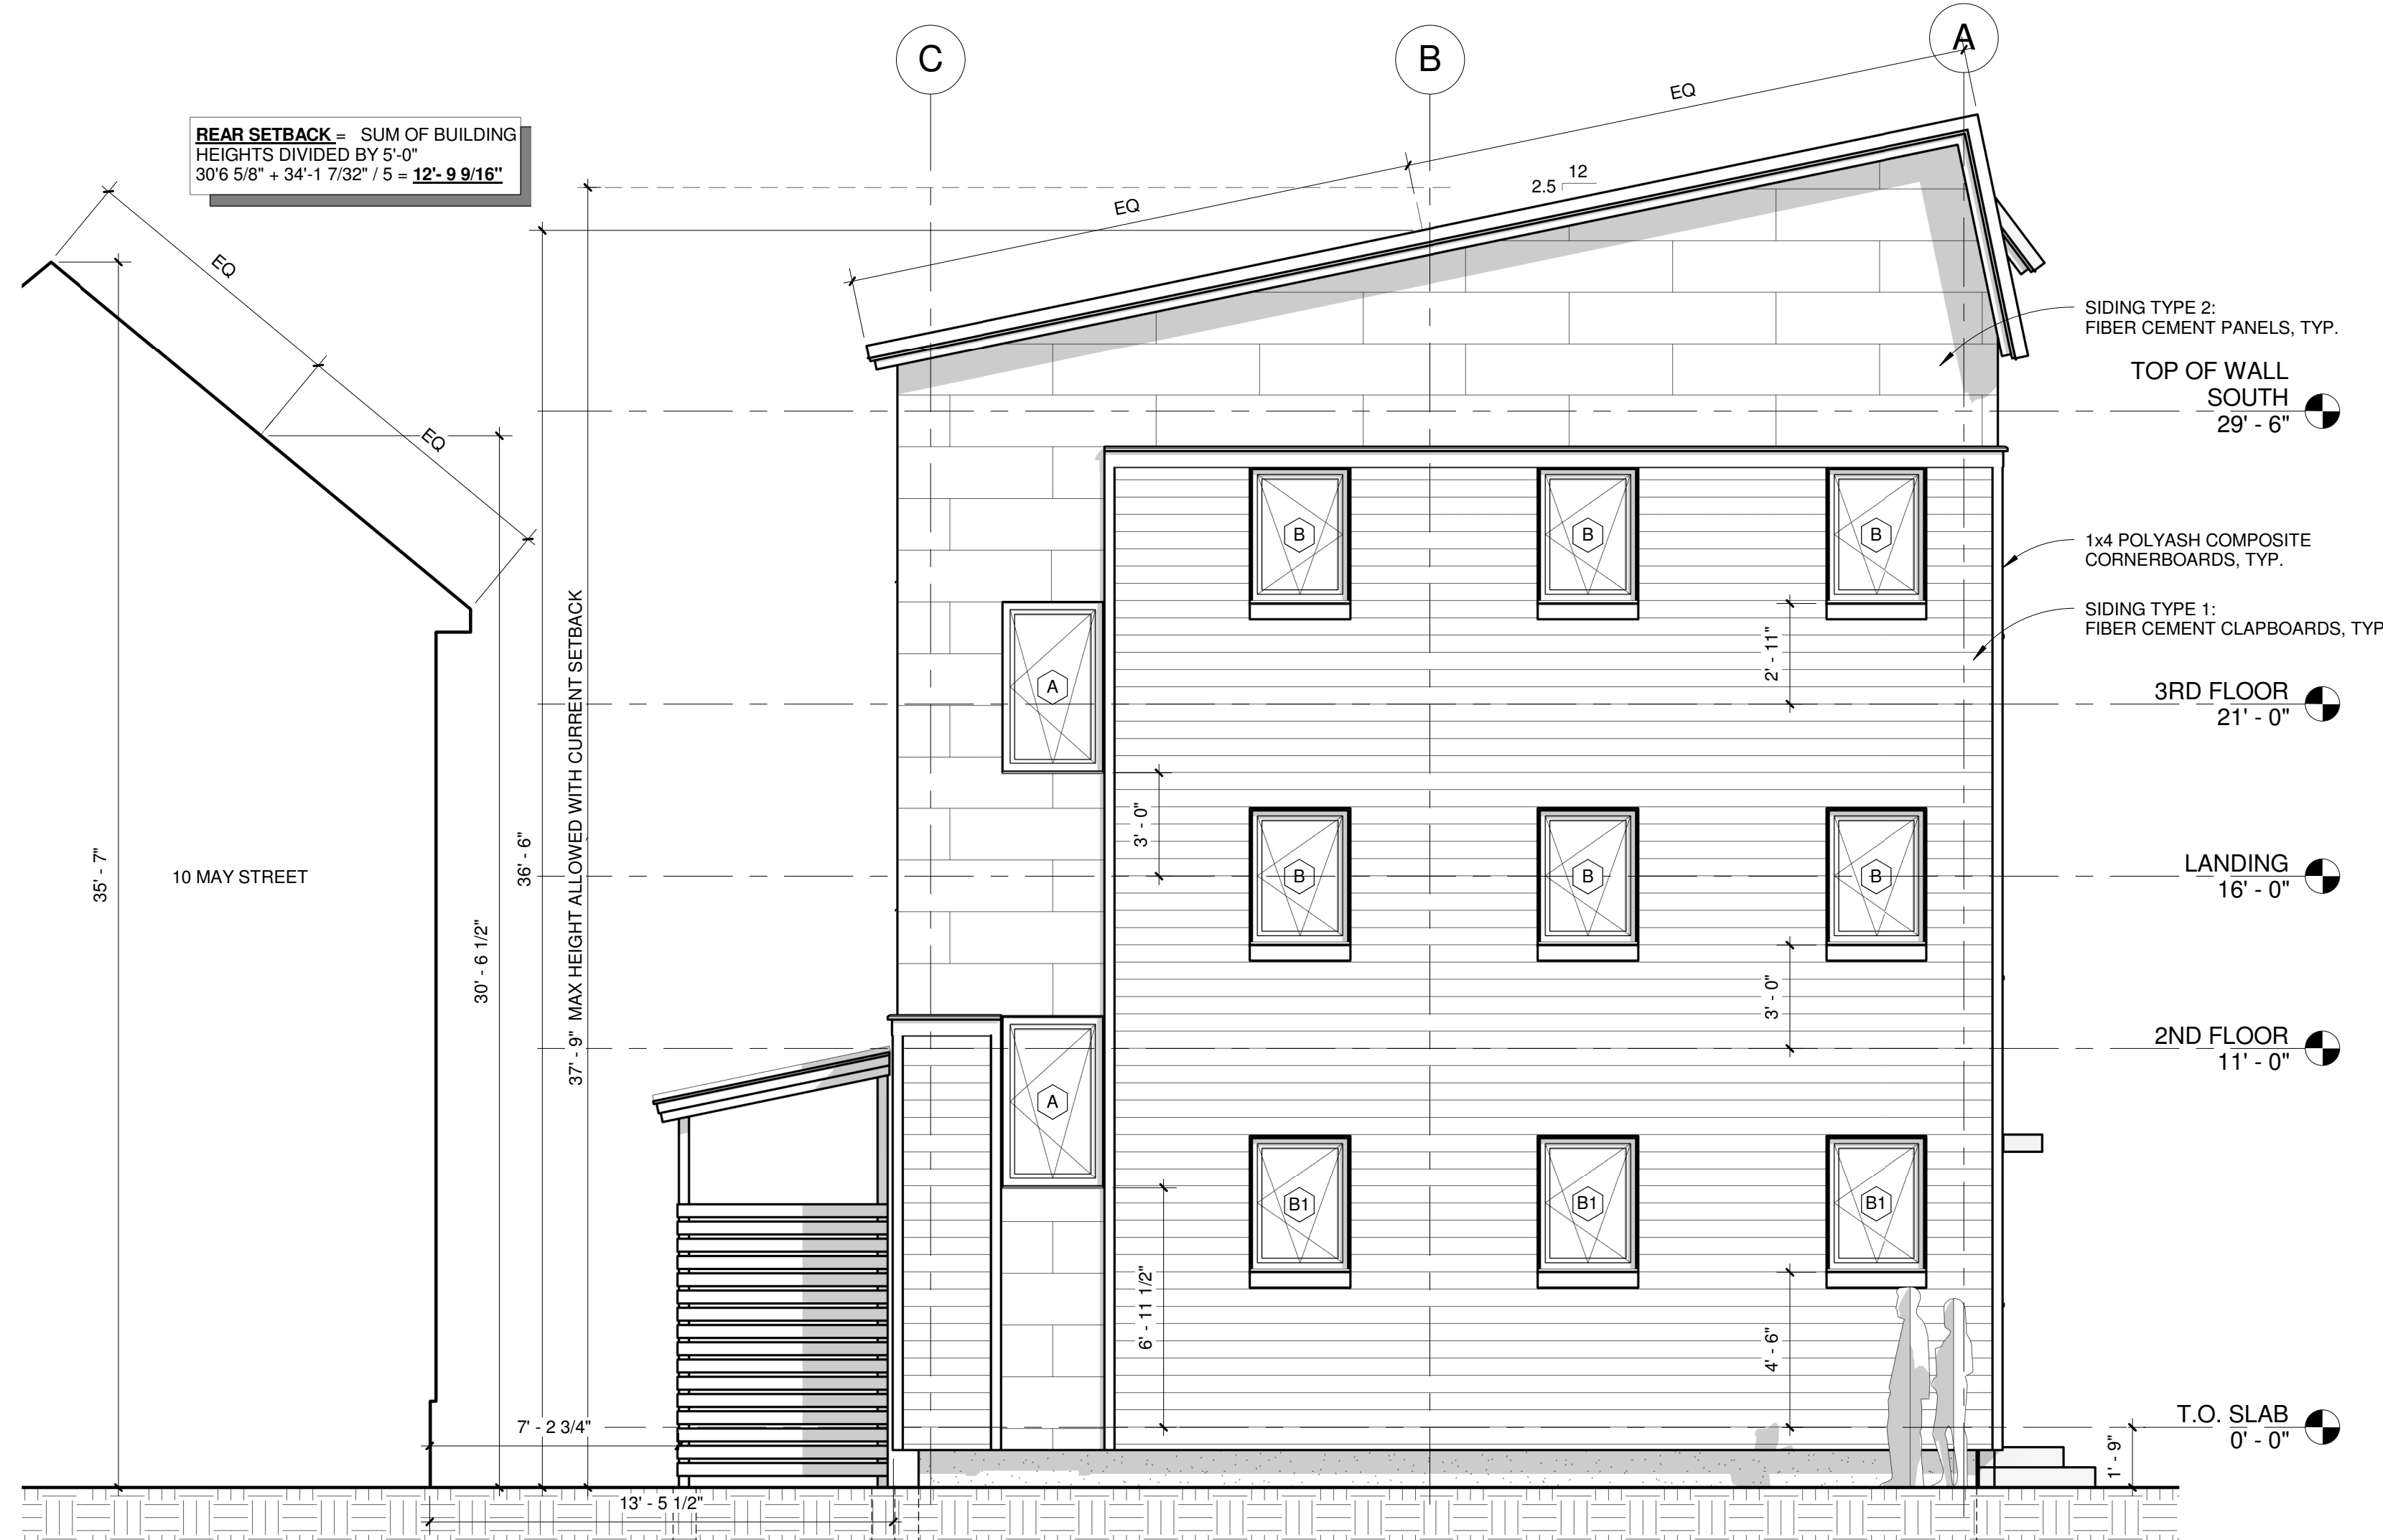 C
B
A
EQ
EQ
REAR SETBACK = SUM OF BUILDING
HEIGHTS DIVIDED BY 5'-0"
30'6 5/8" + 34'-1 7/32" / 5 = 12'- 9 9/16"
12
2.5
EQ
EQ
SIDING TYPE 2:
FIBER CEMENT PANELS, TYP.
TOP OF WALL
SOUTH
29' - 6"
B
B
B
1x4 POLYASH COMPOSITE
CORNERBOARDS, TYP.
SIDING TYPE 1:
FIBER CEMENT CLAPBOARDS, TYP
2' - 11"
A
3RD FLOOR
21' - 0"
37' - 9" MAX HEIGHT ALLOWED WITH CURRENT SETBACK
3' - 0"
35' - 7"
10 MAY STREET
36' - 6"
30' - 6 1/2"
B
B
B
LANDING
16' - 0"
3' - 0"
2ND FLOOR
11' - 0"
A
B1
B1
B1
6' - 11 1/2"
4' - 6"
7' - 2 3/4"
T.O. SLAB
0' - 0"
1' - 9"
13' - 5 1/2"